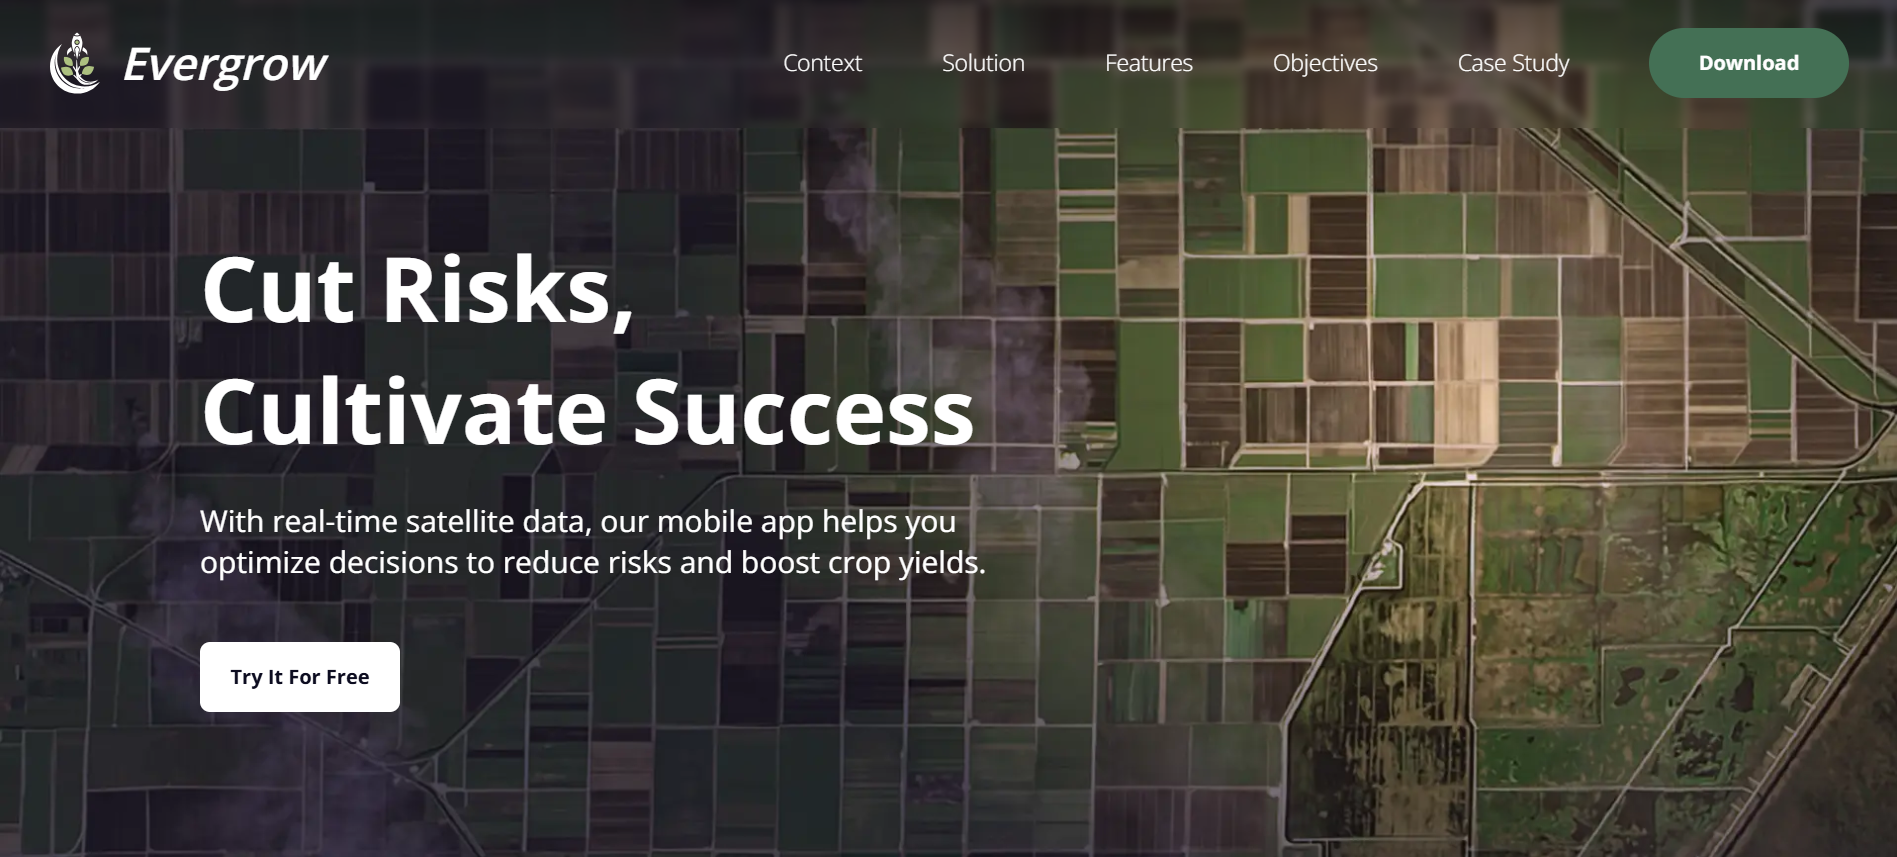 Evergrow
Context
Solution
Features
Objectives
Case Study
Download
Cut Risks,
Cultivate Success
With real-time satellite data, our mobile app helps you
optimize decisions to reduce risks and boost crop yields.
Try It For Free